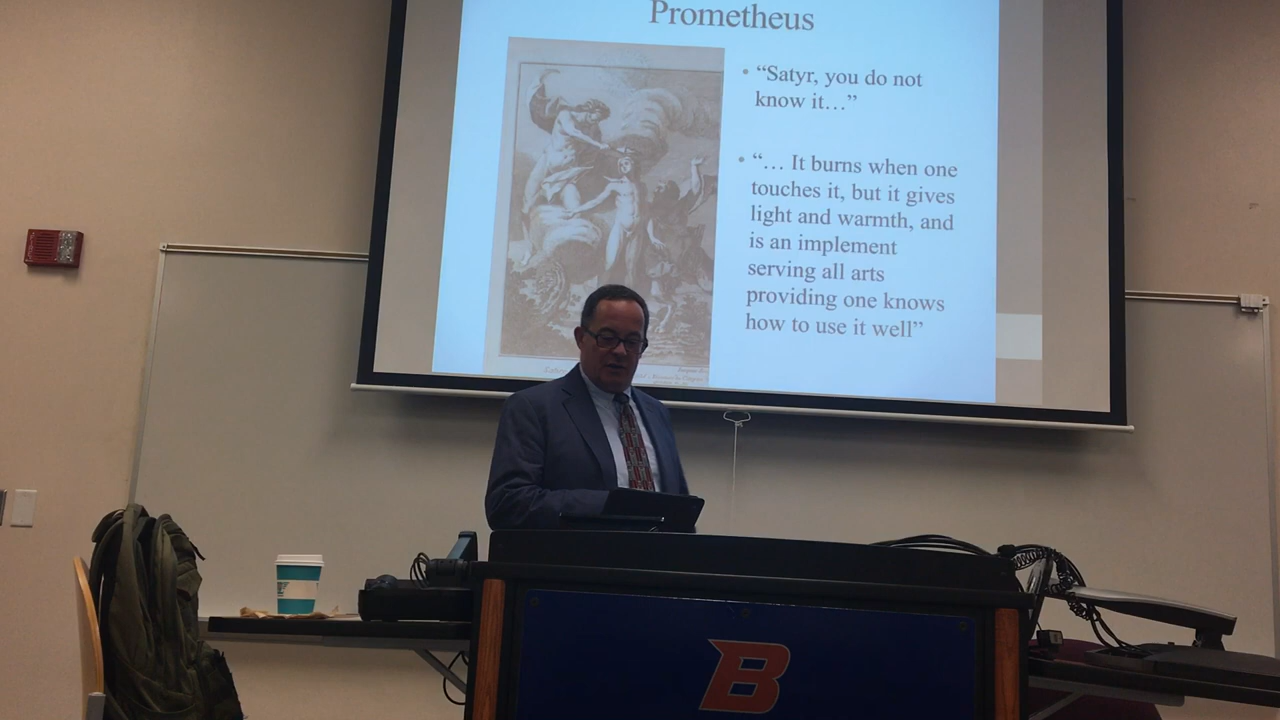 Prometheus
• “Satyr, you do not
know it…”
• “… It burns when one
touches it, but it gives
light and warmth, and
is an implement
serving all arts
providing one knows
how to use it well”
B